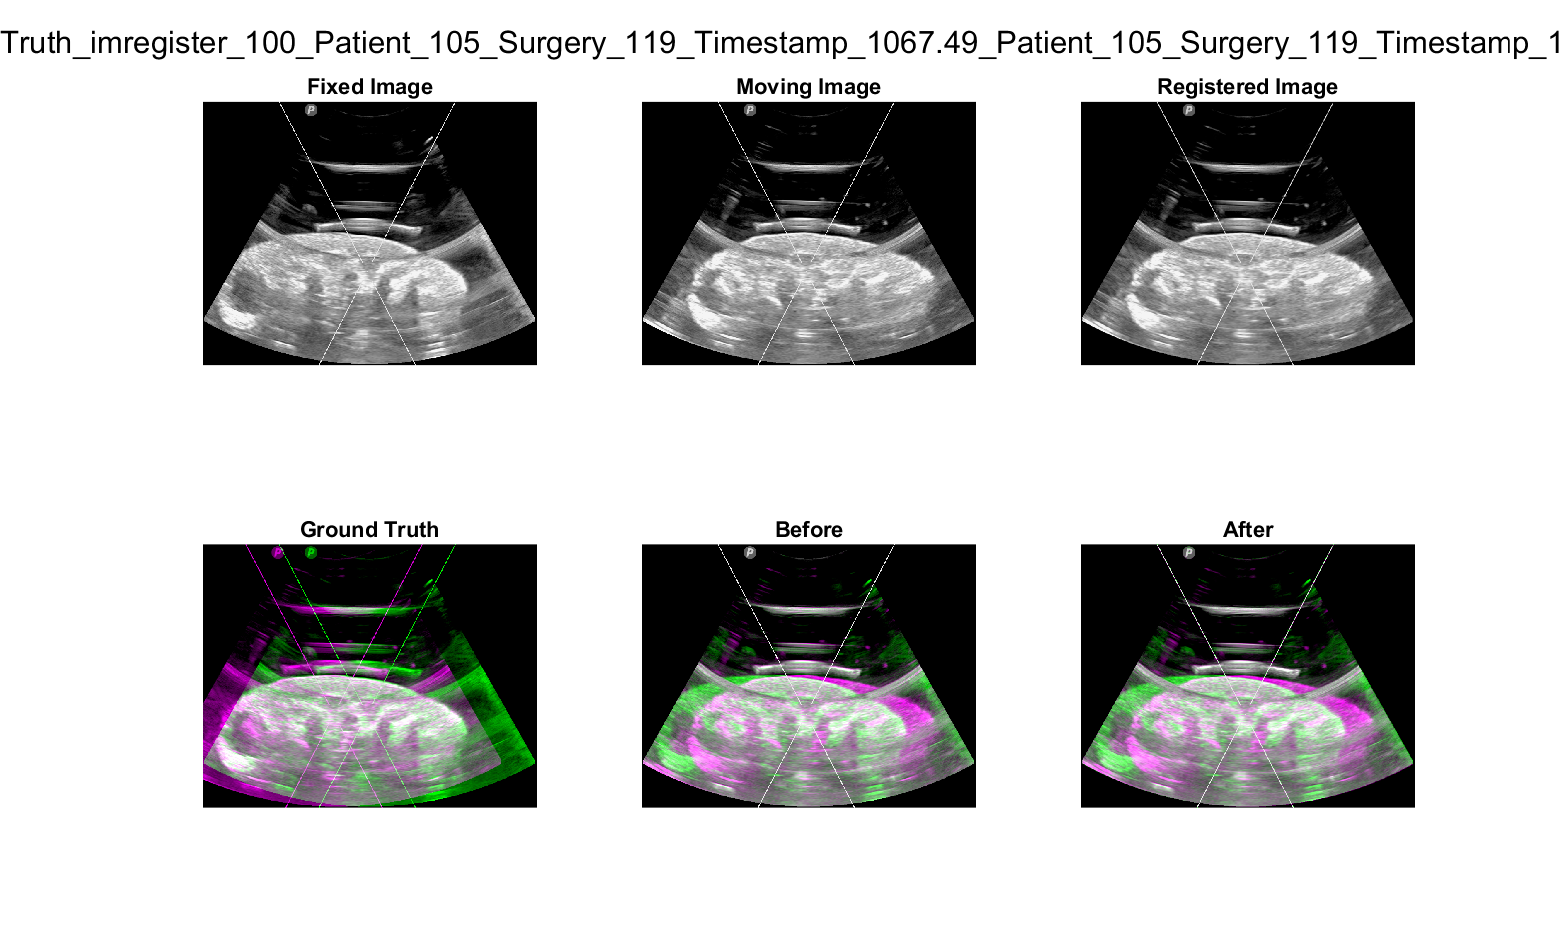 Truth_imregister_100_Patient_105_Surgery_119_Timestamp_1067.49_Patient_105_Surgery_119_Timestamp_1
Fixed Image
Moving Image
Registered Image
P
P
P
Ground Truth
Before
After
P
P
P
P